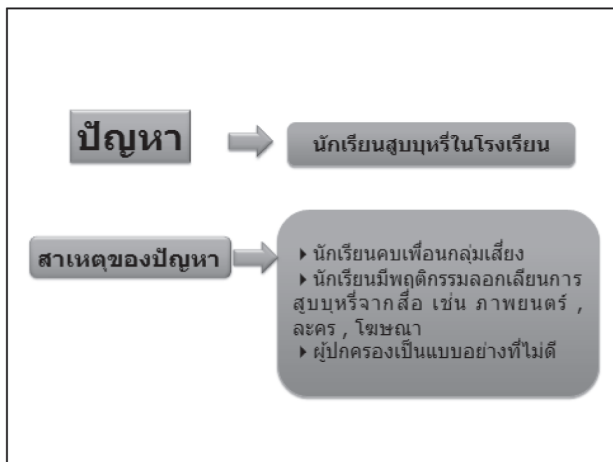 ปัญหา
นักเรียนสูบบุหรี่ในโรงเรียน
สาเหตุของปัญหา
นักเรียนคบเพื่อนกลุ่มเสี่ยง
นักเรียนมีพฤติกรรมลอกเลียนการ
สูบบุหรี่จากสื่อ เช่น ภาพยนตร์ ,
ละคร , โฆษณา
ผู้ปกครองเป็นแบบอย่างที่ไม่ดี